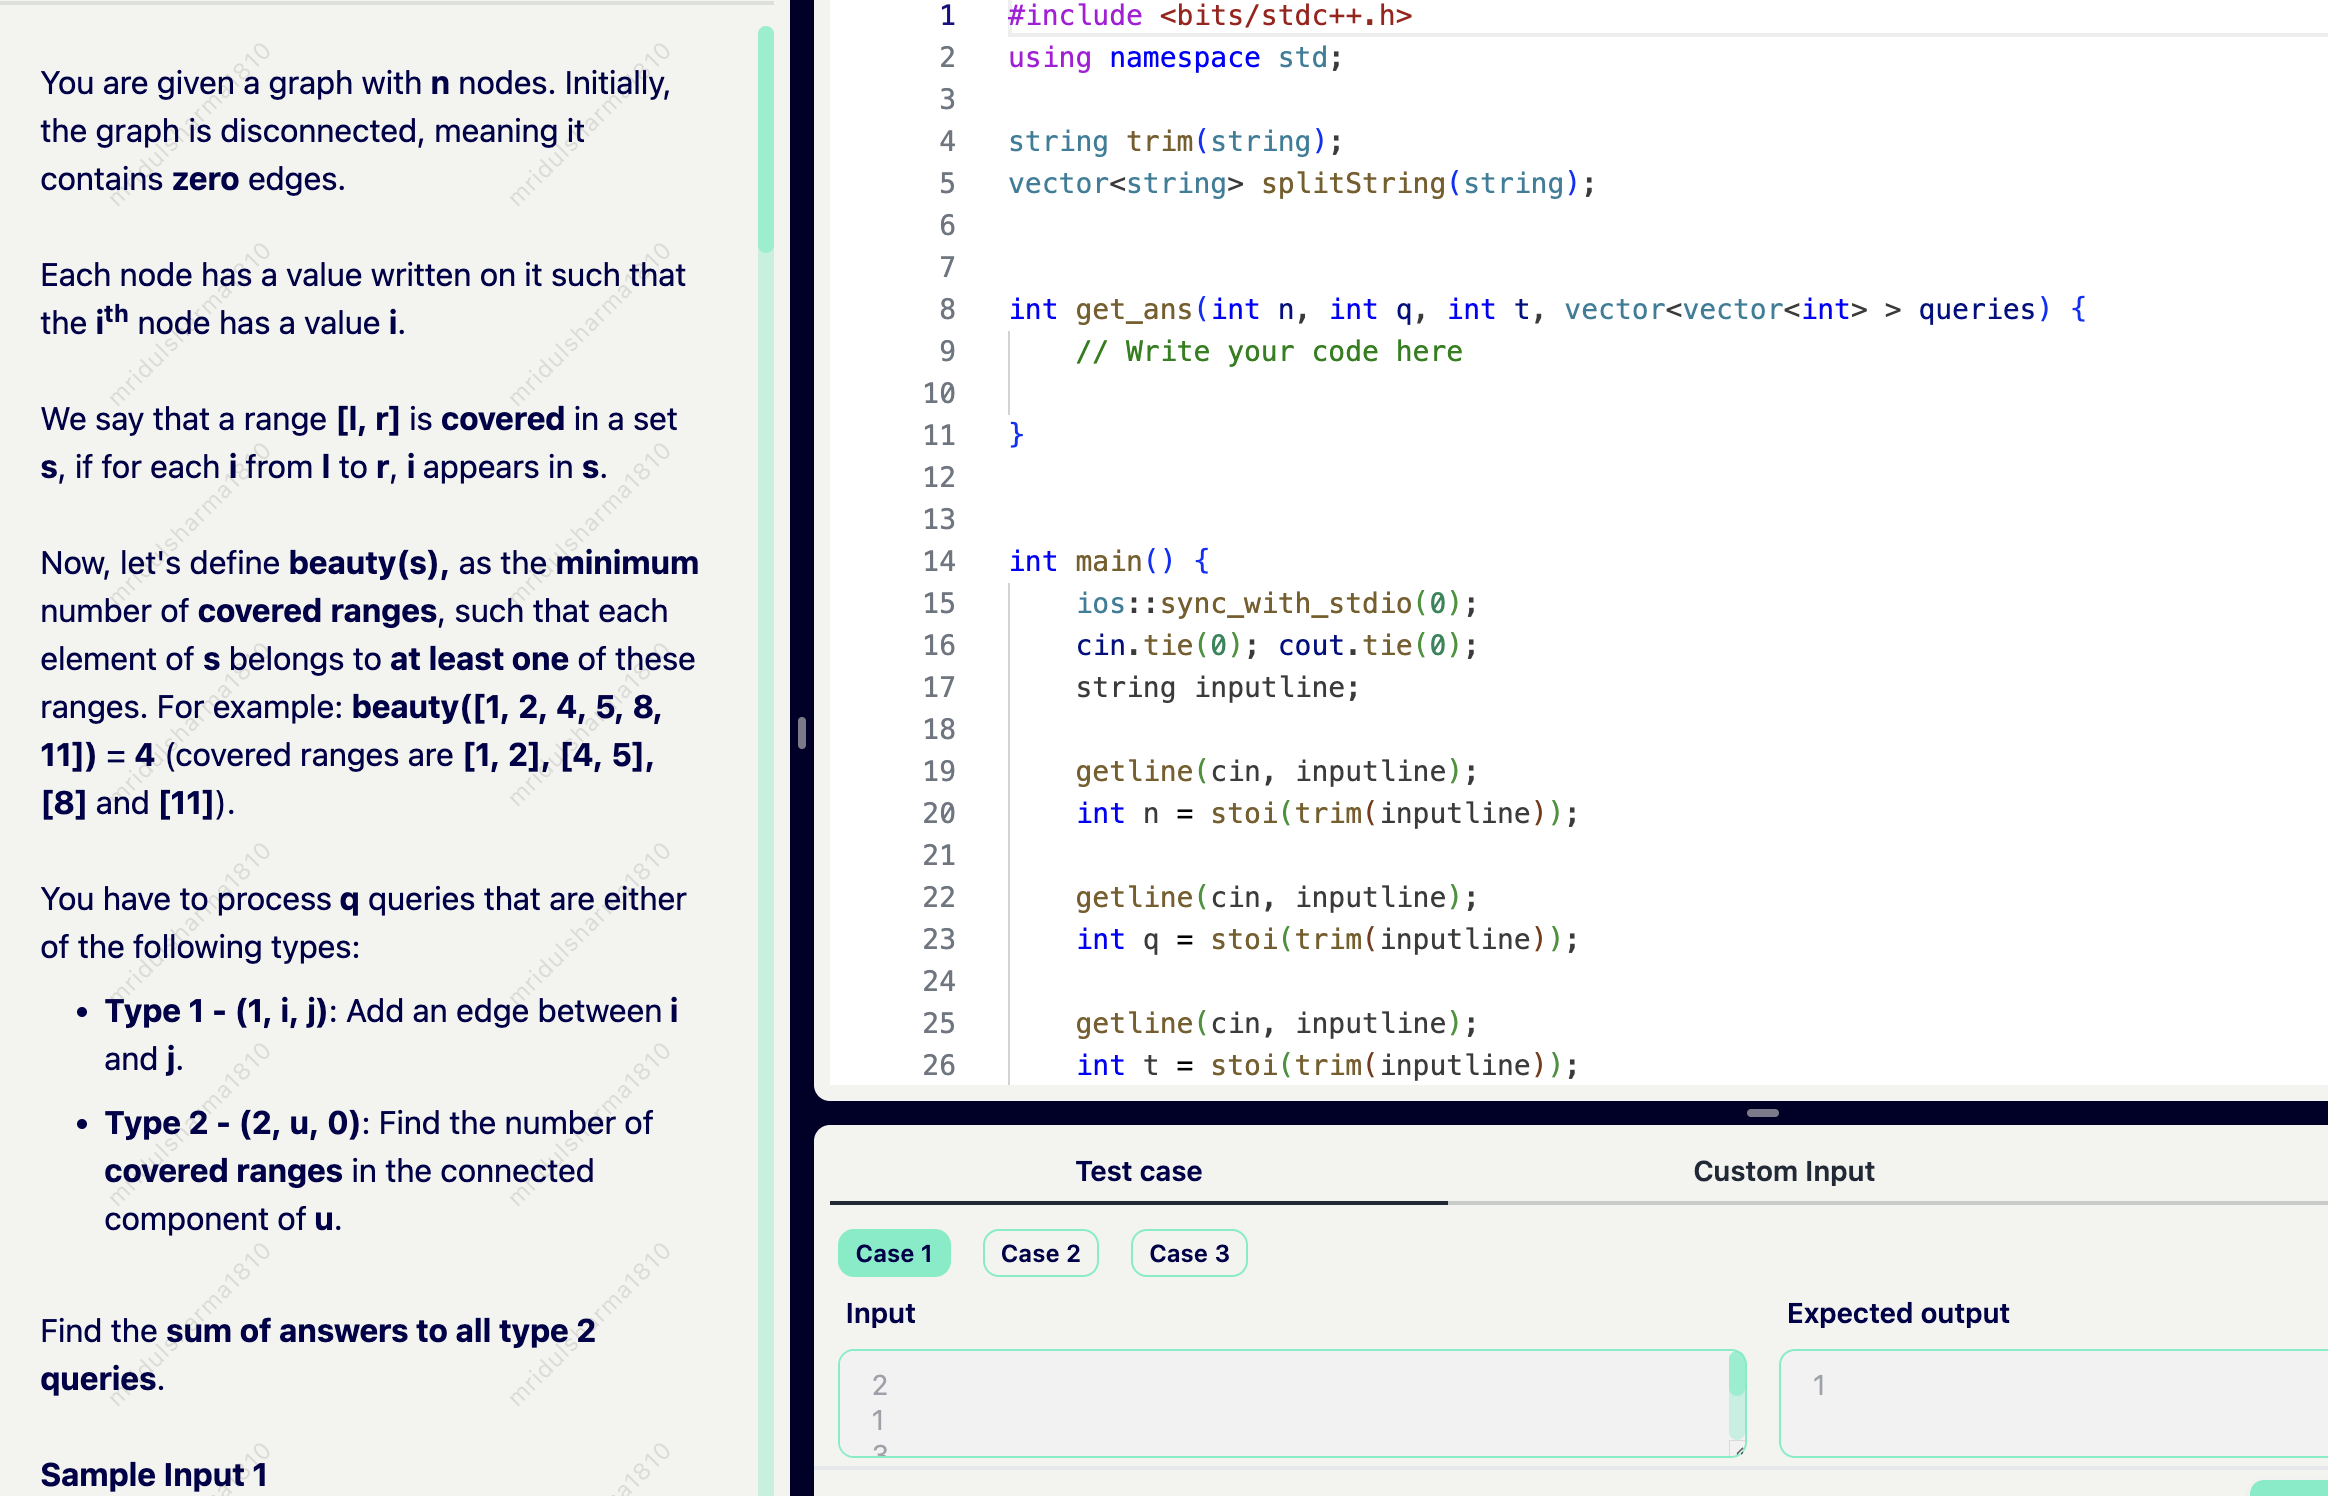 You are given a graph with n nodes. Initially,
the graph is disconnected, meaning it
contains zero edges.
Each node has a value written on it such that
the ith node has a value i.
We say that a range [l, r] is covered in a set
s, if for each i from l to r, i appears in s.
Now, let's define beauty(s), as the minimum
number of covered ranges, such that each
element of s belongs to at least one of these
ranges. For example: beauty([1, 2, 4, 5, 8,
11]) = 4 (covered ranges are [1, 2], [4, 5],
[8] and [11]).
You have to process q queries that are either
of the following types:
• Type 1 - (1, i, j): Add an edge between i
and j.
• Type 2 - (2, u, 0): Find the number of
covered ranges in the connected
component of u.
Find the sum of answers to all type 2
queries.
Sample Input 1
mridulsharma1810
1 #include <bits/stdc++.h>
2 using namespace std;
3
4 string trim(string);
5 vector<string> splitString(string);
6
7
8 int get_ans(int n, int q, int t, vector<vector<int> > queries) {
9 // Write your code here
10
11 }
12
13
14 int main() {
15 ios::sync_with_stdio(0);
16 cin.tie(0); cout.tie(0);
17 string inputline;
18
19 getline(cin, inputline);
20 int n = stoi(trim(inputline));
21
22 getline(cin, inputline);
23 int q = stoi(trim(inputline));
24
25 getline(cin, inputline);
26 int t = stoi(trim(inputline));
Test case Custom Input
Case 1 Case 2 Case 3
Input Expected output
2
1
3
1